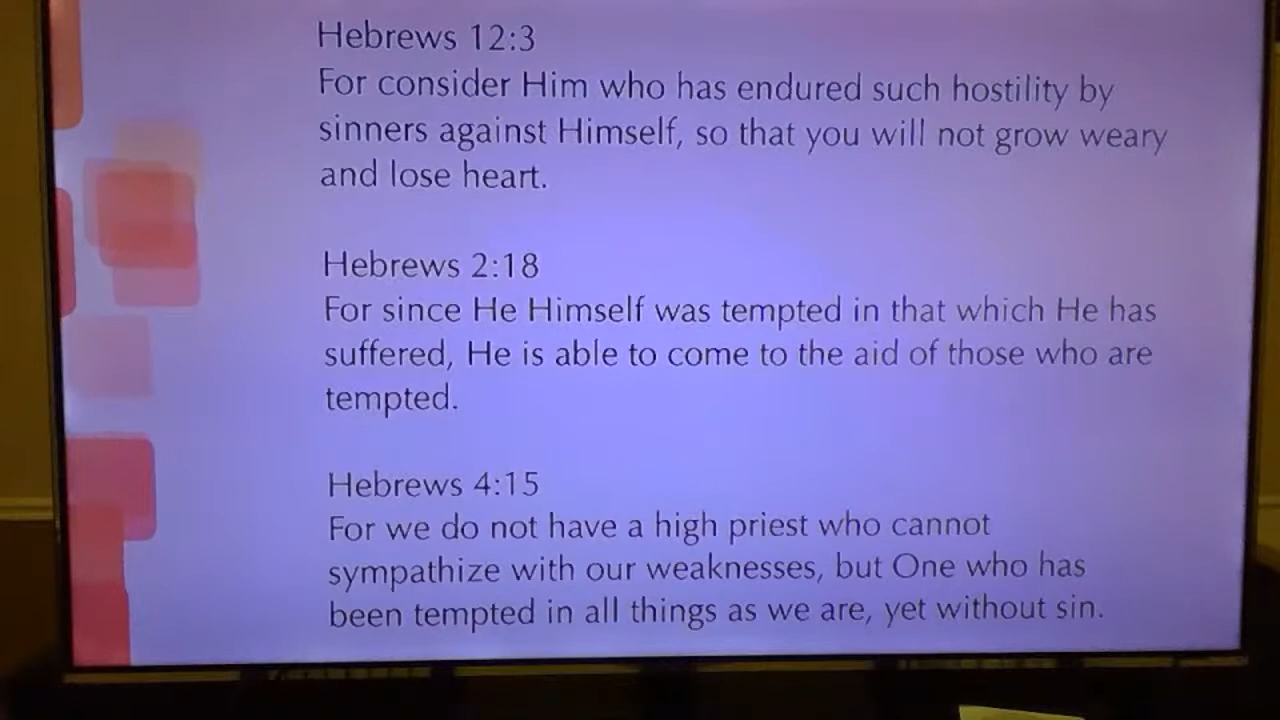 Hebrews 12:3
For consider Him who has endured such hostility by
sinners against Himself, so that you will not grow weary
and lose heart.
Hebrews 2:18
For since He Himself was tempted in that which He has
suffered, He is able to come to the aid of those who are
tempted.
Hebrews 4:15
For we do not have a high priest who cannot
sympathize with our weaknesses, but One who has
been tempted in all things as we are, yet without sin.